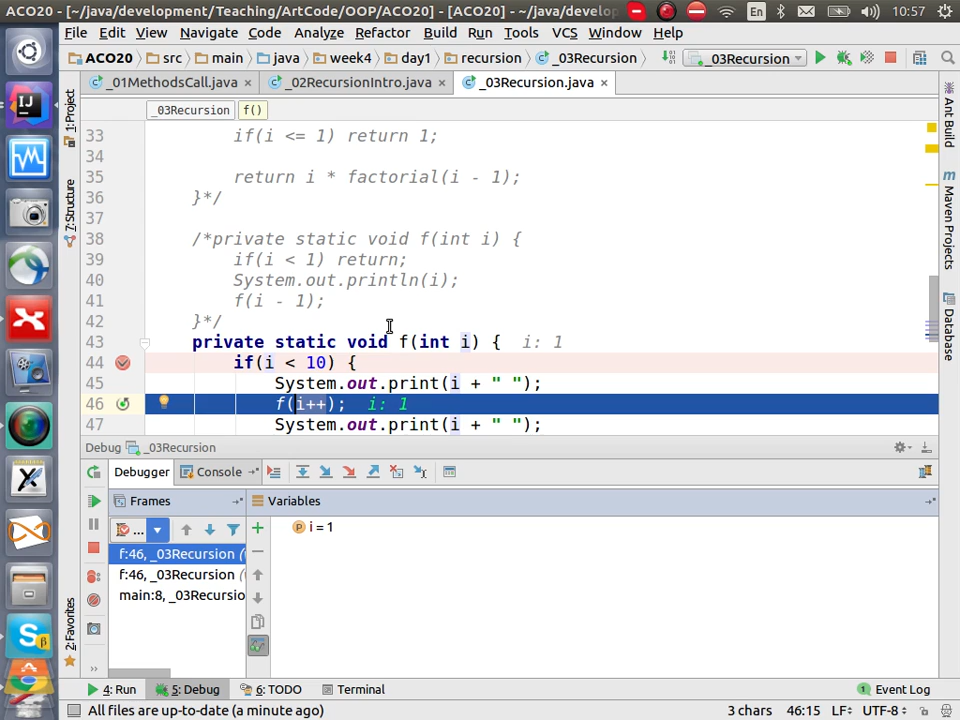 ACO20 - [~/java/development/Teaching/ArtCode/OOP/ACO20] - [ACO20] - ~/java/develop
En
10:57
File Edit View Navigate Code Analyze Refactor Build Run Tools VCS Window Help
ACO20 src main java week4 day1 recursion _03Recursion _03Recursion
_01MethodsCall.java _02RecursionIntro.java _03Recursion.java
_03Recursion f()
33 if(i <= 1) return 1;
34
35 return i * factorial(i - 1);
36 }*/
37
38 /*private static void f(int i) {
39 if(i < 1) return;
40 System.out.println(i);
41 f(i - 1);
42 }*/
43 private static void f(int i) { i: 1
44 if(i < 10) {
45 System.out.print(i + " ");
46 f(i++); i: 1
47 System.out.print(i + " ");
1: Project
7: Structure
2: Favorites
Ant Build
m Maven Projects
Database
Debug _03Recursion
Debugger Console
Frames Variables
...
i = 1
f:46, _03Recursion
f:46, _03Recursion
main:8, _03Recursio
4: Run 5: Debug 6: TODO Terminal 1 Event Log
All files are up-to-date (a minute ago) 3 chars 46:15 LF÷ UTF-8÷